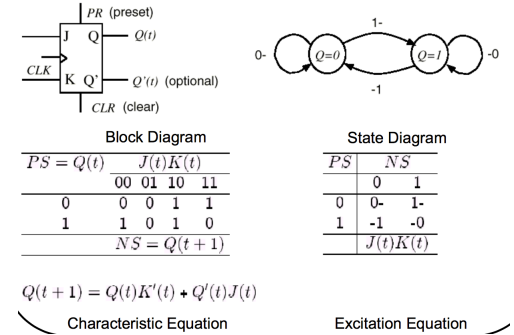 PR (preset)
J Q Q(t)
CLK
K Q' Q'(t) (optional)
CLR (clear)
Block Diagram
1-
0- Q=0 Q=1 -0
-1
State Diagram
PS = Q(t) J(t)K(t)
00 01 10 11
0 0 0 1 1
1 1 0 1 0
NS = Q(t + 1)
PS NS
0 1
0 0- 1-
1 -1 -0
J(t)K(t)
Q(t + 1) = Q(t)K'(t) + Q'(t)J(t)
Characteristic Equation
Excitation Equation